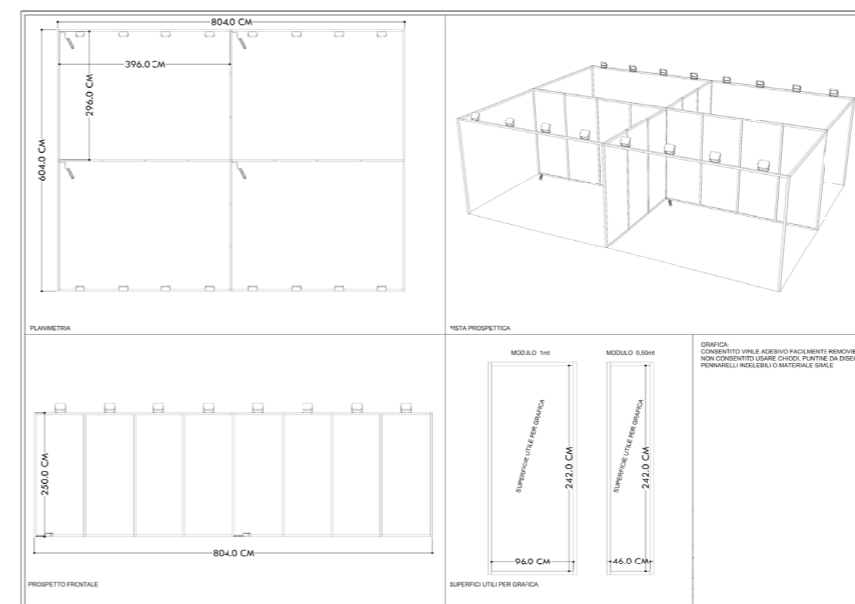 804.0 CM
396.0 CM
296.0 CM
604.0 CM
PLANIMETRIA
VISTA PROSPETTICA
250.0 CM
804.0 CM
PROSPETTO FRONTALE
MODULO 1mt
MODULO 0,50mt
SUPERFICIE UTILE PER GRAFICA
242.0 CM
SUPERFICIE UTILE PER GRAFICA
242.0 CM
96.0 CM
46.0 CM
SUPERFICI UTILI PER GRAFICA
GRAFICA:
CONSENTITO VINILE ADESIVO FACILMENTE
NON CONSENTITO USARE CHIODI, PUNTINE DA
PENNARELLI INDELEBILI O MATERIALE SIMILE